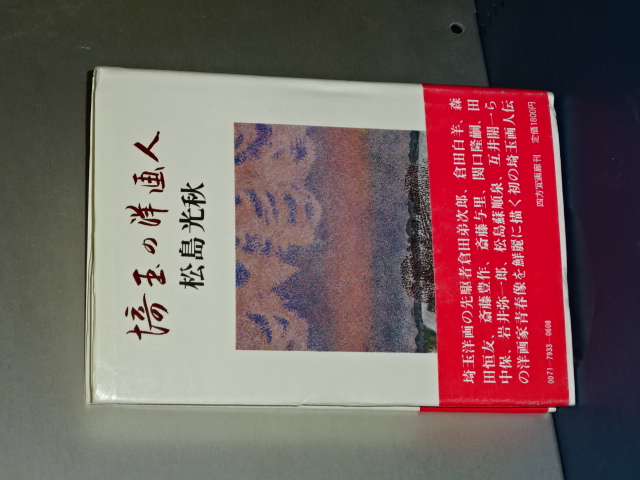 埼玉の洋画人
松島光秋
埼玉洋画の先駆者倉田弟次郎、倉田白羊、森
田恒友、斎藤豊作、斎藤与里、関口隆嗣、田
中保、岩井弥一郎、松島蘇順泉、互井開一ら
の洋画家青春像を鮮麗に描く初の埼玉画人伝
四方宜画廊刊 定価1800円
0071-7933-0608